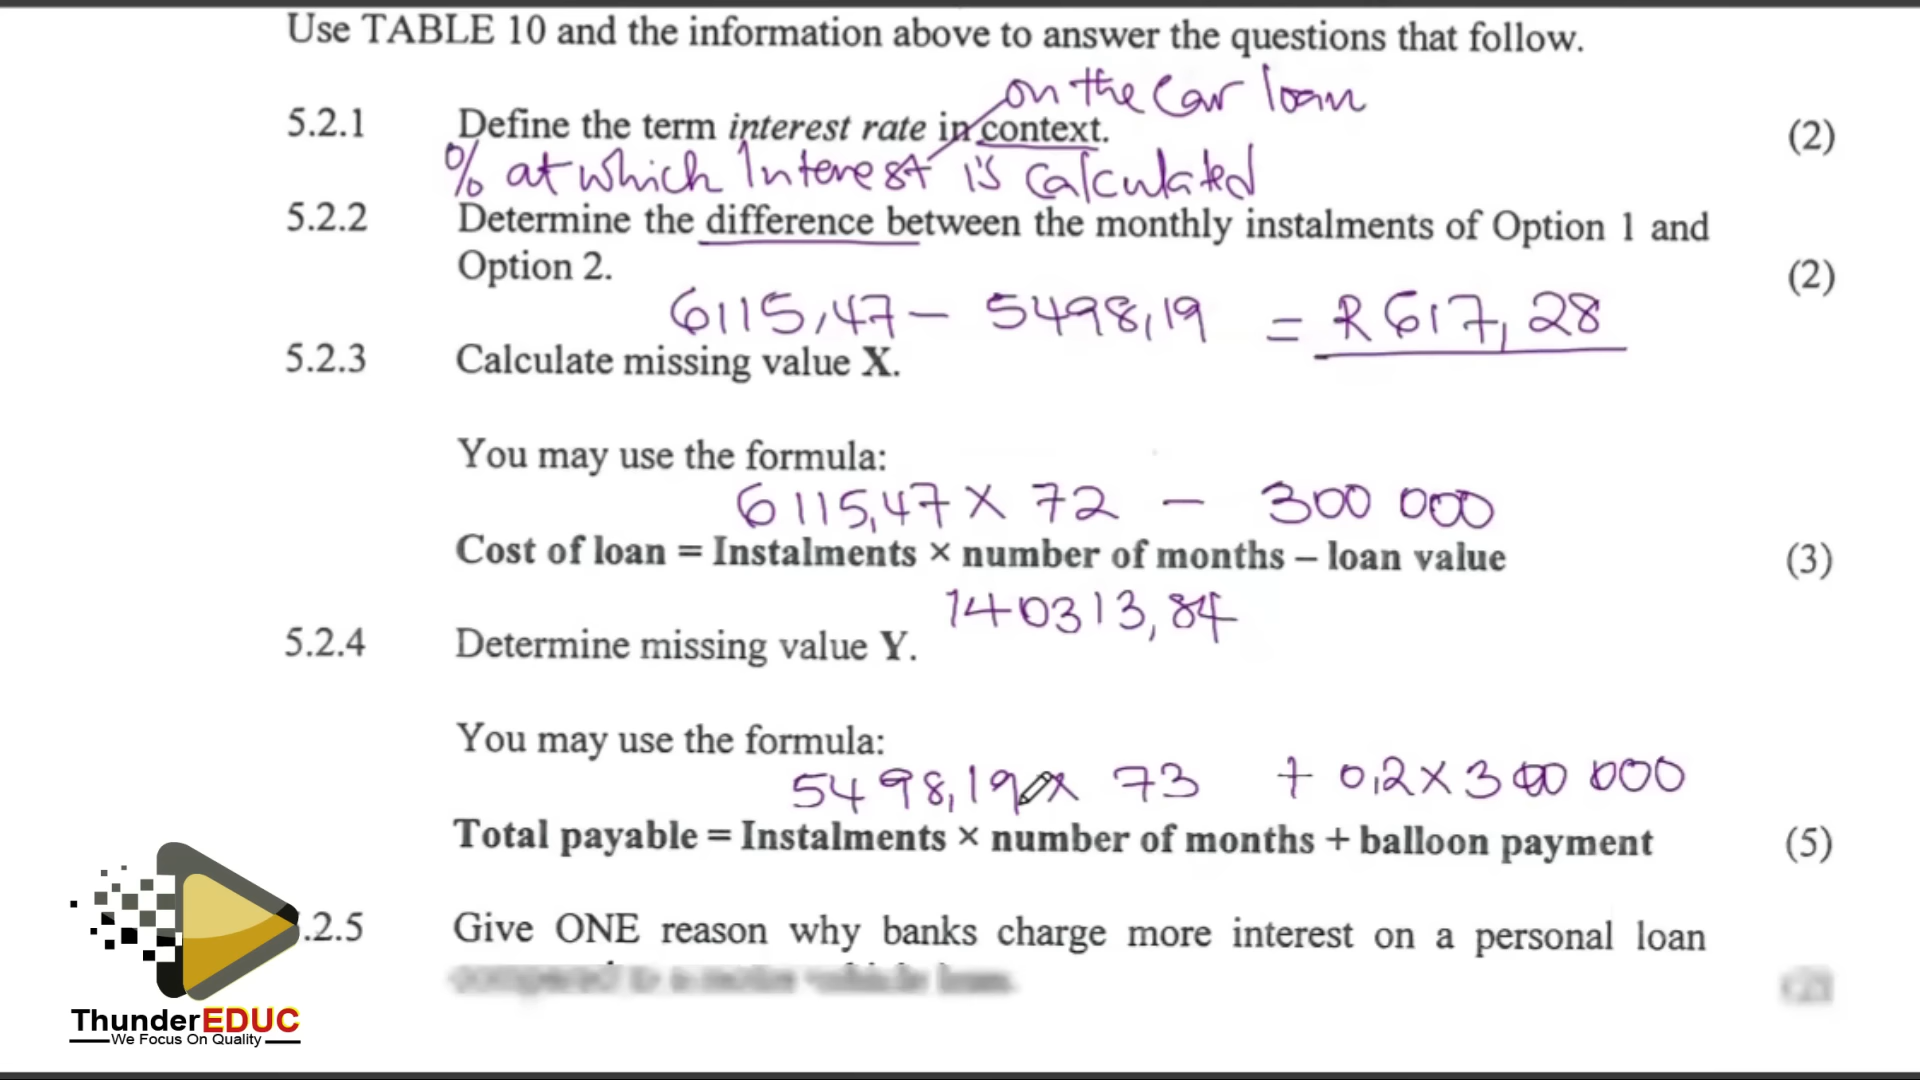 Use TABLE 10 and the information above to answer the questions that follow.
on the Car loan
5.2.1 Define the term interest rate in context. (2)
% at which Interest is Calculated
5.2.2 Determine the difference between the monthly instalments of Option 1 and
Option 2. (2)
6115,47 - 5498,19 = R617,28
5.2.3 Calculate missing value X.
You may use the formula:
6115,47 x 72 - 300 000
Cost of loan = Instalments × number of months – loan value (3)
140313,84
5.2.4 Determine missing value Y.
You may use the formula:
5498,19 x 73 + 0,2 x 300 000
Total payable = Instalments × number of months + balloon payment (5)
.2.5 Give ONE reason why banks charge more interest on a personal loan
compared to a motor vehicle loan. (2)
ThunderEDUC
We Focus On Quality